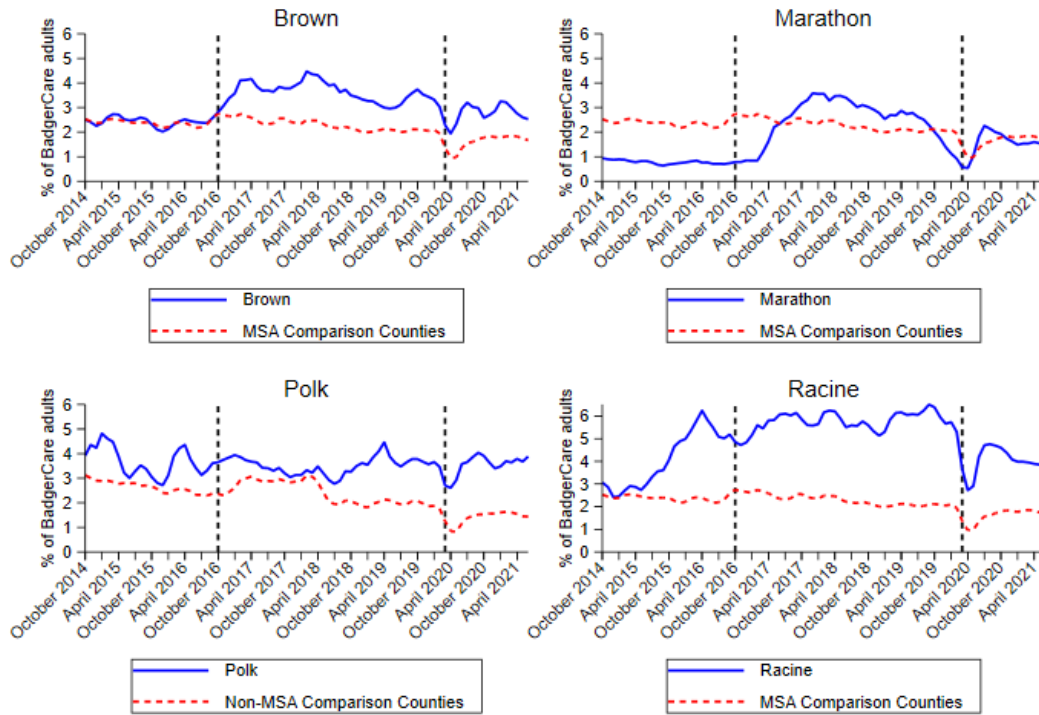 Brown
% of BadgerCare adults
6
5
4
3
2
1
0
October 2014
April 2015
October 2015
April 2016
October 2016
April 2017
October 2017
April 2018
October 2018
April 2019
October 2019
April 2020
October 2020
April 2021
Brown
MSA Comparison Counties
Marathon
% of BadgerCare adults
6
5
4
3
2
1
0
October 2014
April 2015
October 2015
April 2016
October 2016
April 2017
October 2017
April 2018
October 2018
April 2019
October 2019
April 2020
October 2020
April 2021
Marathon
MSA Comparison Counties
Polk
% of BadgerCare adults
6
5
4
3
2
1
0
October 2014
April 2015
October 2015
April 2016
October 2016
April 2017
October 2017
April 2018
October 2018
April 2019
October 2019
April 2020
October 2020
April 2021
Polk
Non-MSA Comparison Counties
Racine
% of BadgerCare adults
6
5
4
3
2
1
0
October 2014
April 2015
October 2015
April 2016
October 2016
April 2017
October 2017
April 2018
October 2018
April 2019
October 2019
April 2020
October 2020
April 2021
Racine
MSA Comparison Counties